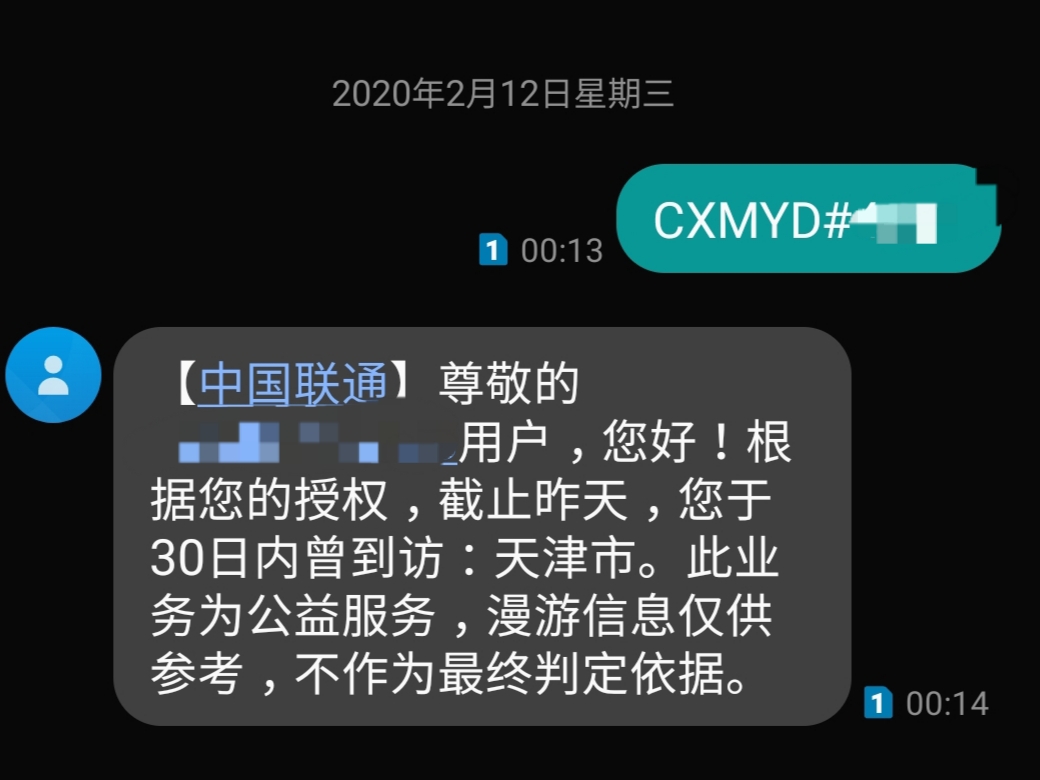 2020年2月12日星期三
CXMYD#
1 00:13
【中国联通】尊敬的
用户，您好！根
据您的授权，截止昨天，您于
30日内曾到访：天津市。此业
务为公益服务，漫游信息仅供
参考，不作为最终判定依据。
1 00:14